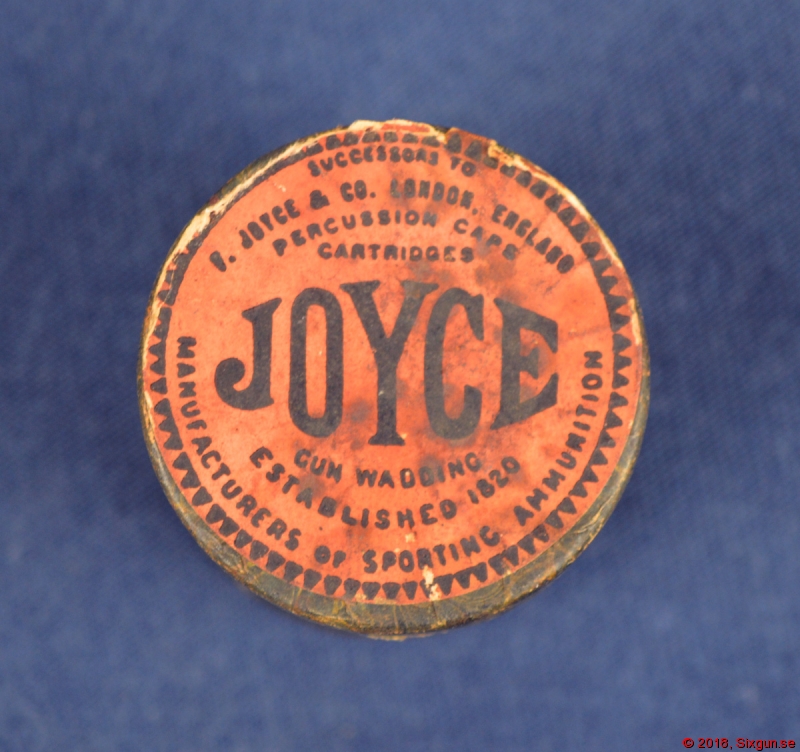 SUCCESSORS TO
F. JOYCE & CO. LONDON, ENGLAND
PERCUSSION CAPS
CARTRIDGES
JOYCE
GUN WADDING
ESTABLISHED 1820
MANUFACTURERS OF SPORTING AMMUNITION
© 2018, Sixgun.se